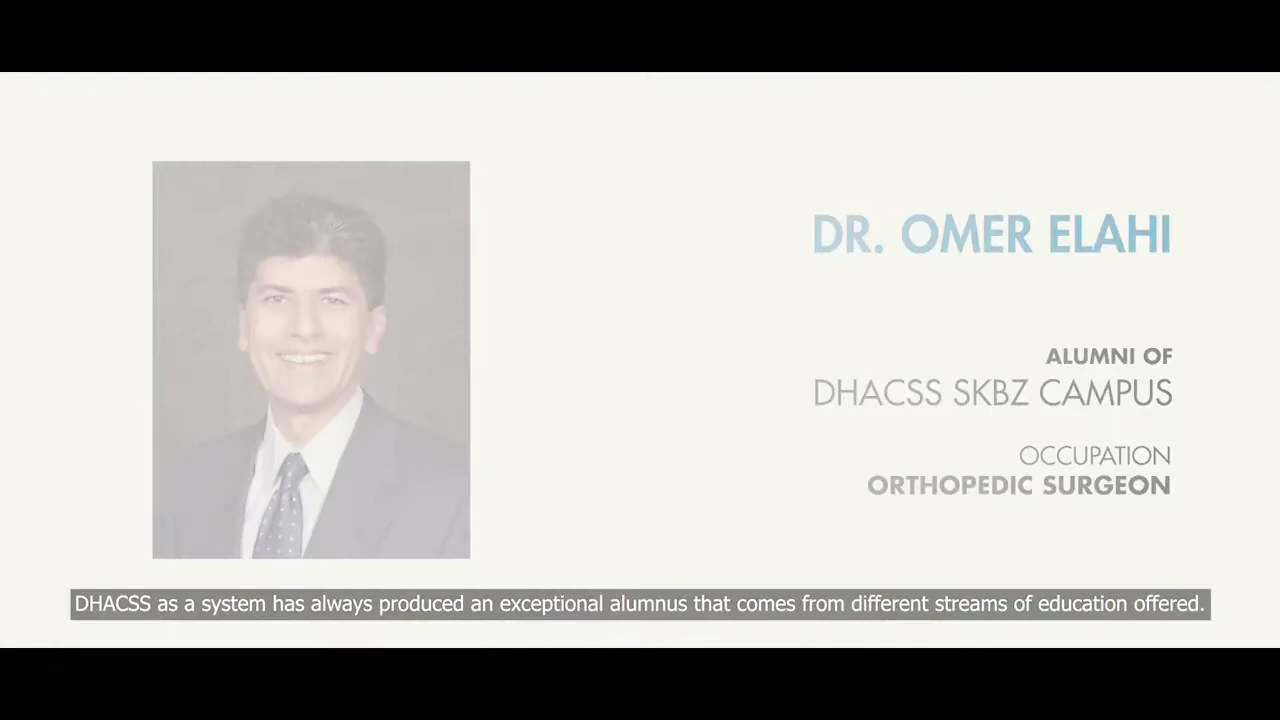 DR. OMER ELAHI
ALUMNI OF
DHACSS SKBZ CAMPUS
OCCUPATION
ORTHOPEDIC SURGEON
DHACSS as a system has always produced an exceptional alumnus that comes from different streams of education offered.